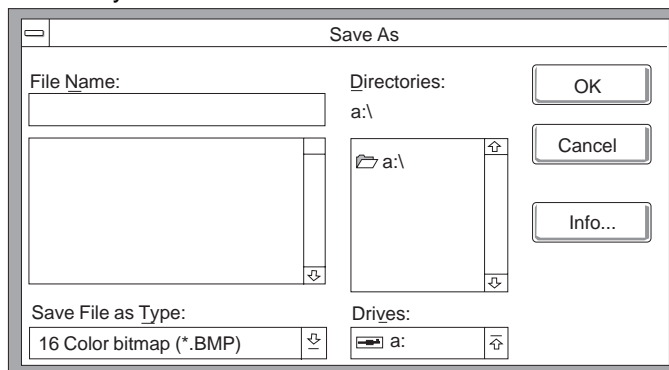 Save As
File Name:
Directories:
OK
a:\
Cancel
a:\
Info...
Save File as Type:
Drives:
16 Color bitmap (*.BMP)
a: